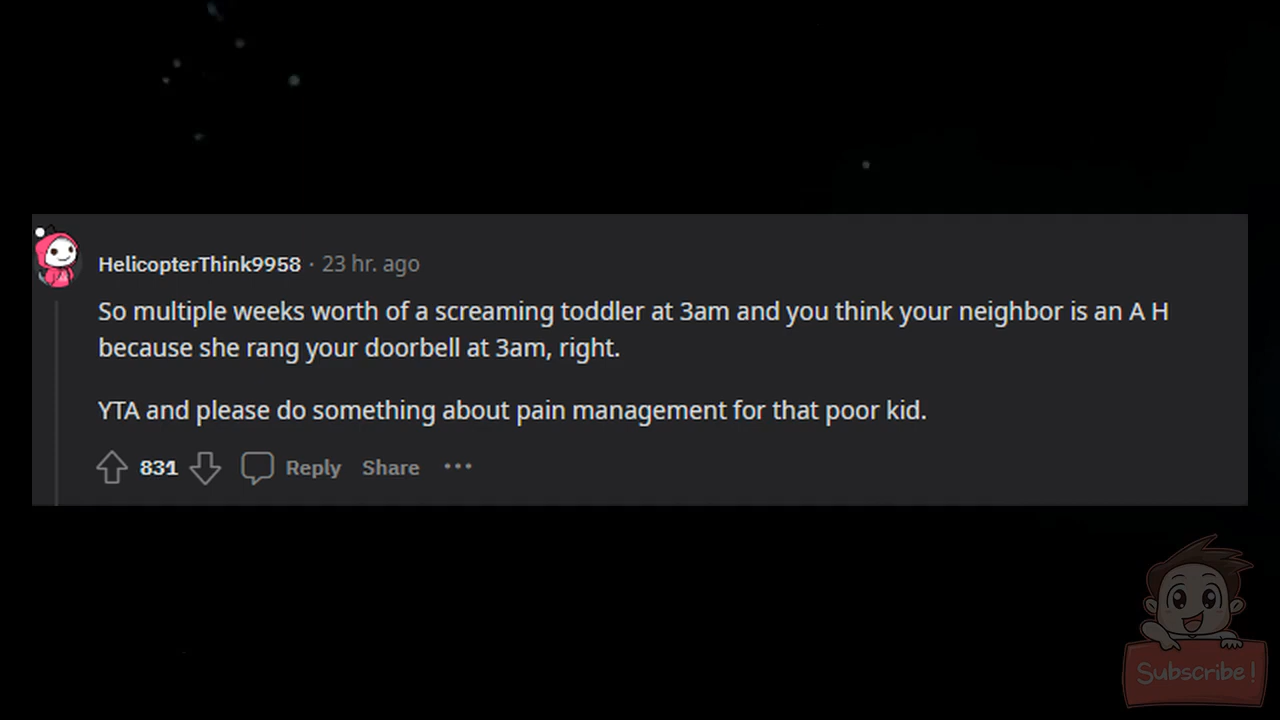 HelicopterThink9958 · 23 hr. ago
So multiple weeks worth of a screaming toddler at 3am and you think your neighbor is an A H
because she rang your doorbell at 3am, right.
YTA and please do something about pain management for that poor kid.
831 Reply Share ···
Subscribe!